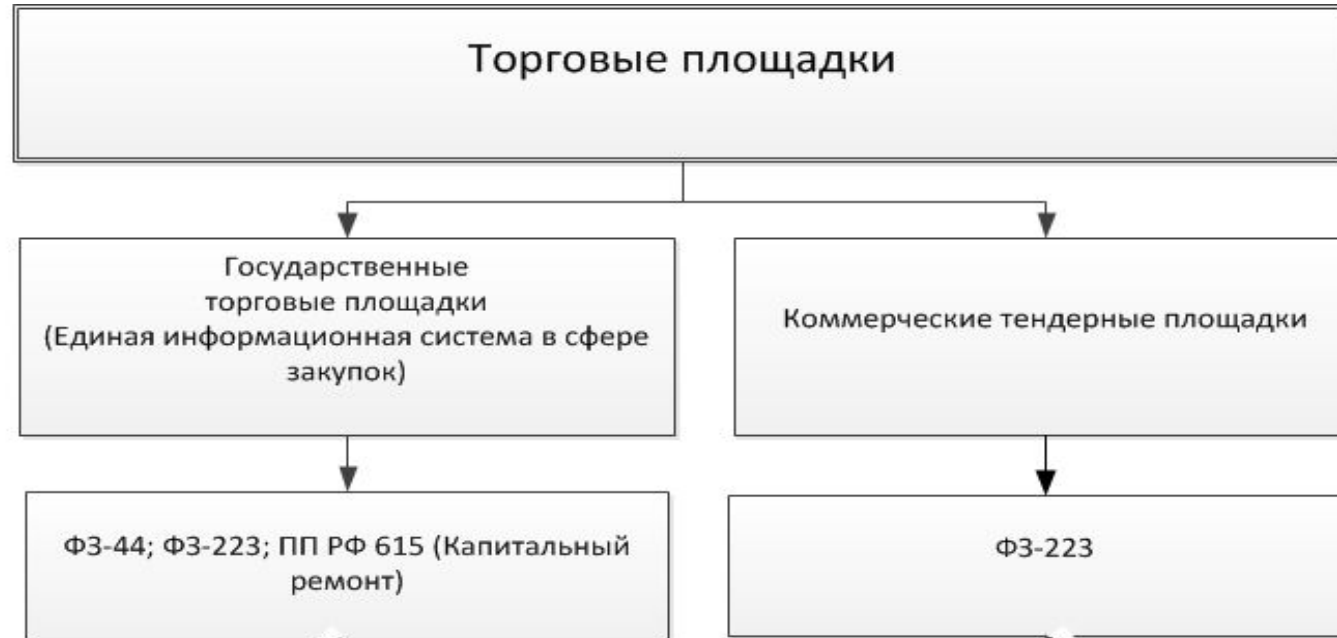 Торговые площадки
Государственные
торговые площадки
(Единая информационная система в сфере
закупок)
Коммерческие тендерные площадки
ФЗ-44; ФЗ-223; ПП РФ 615 (Капитальный
ремонт)
ФЗ-223